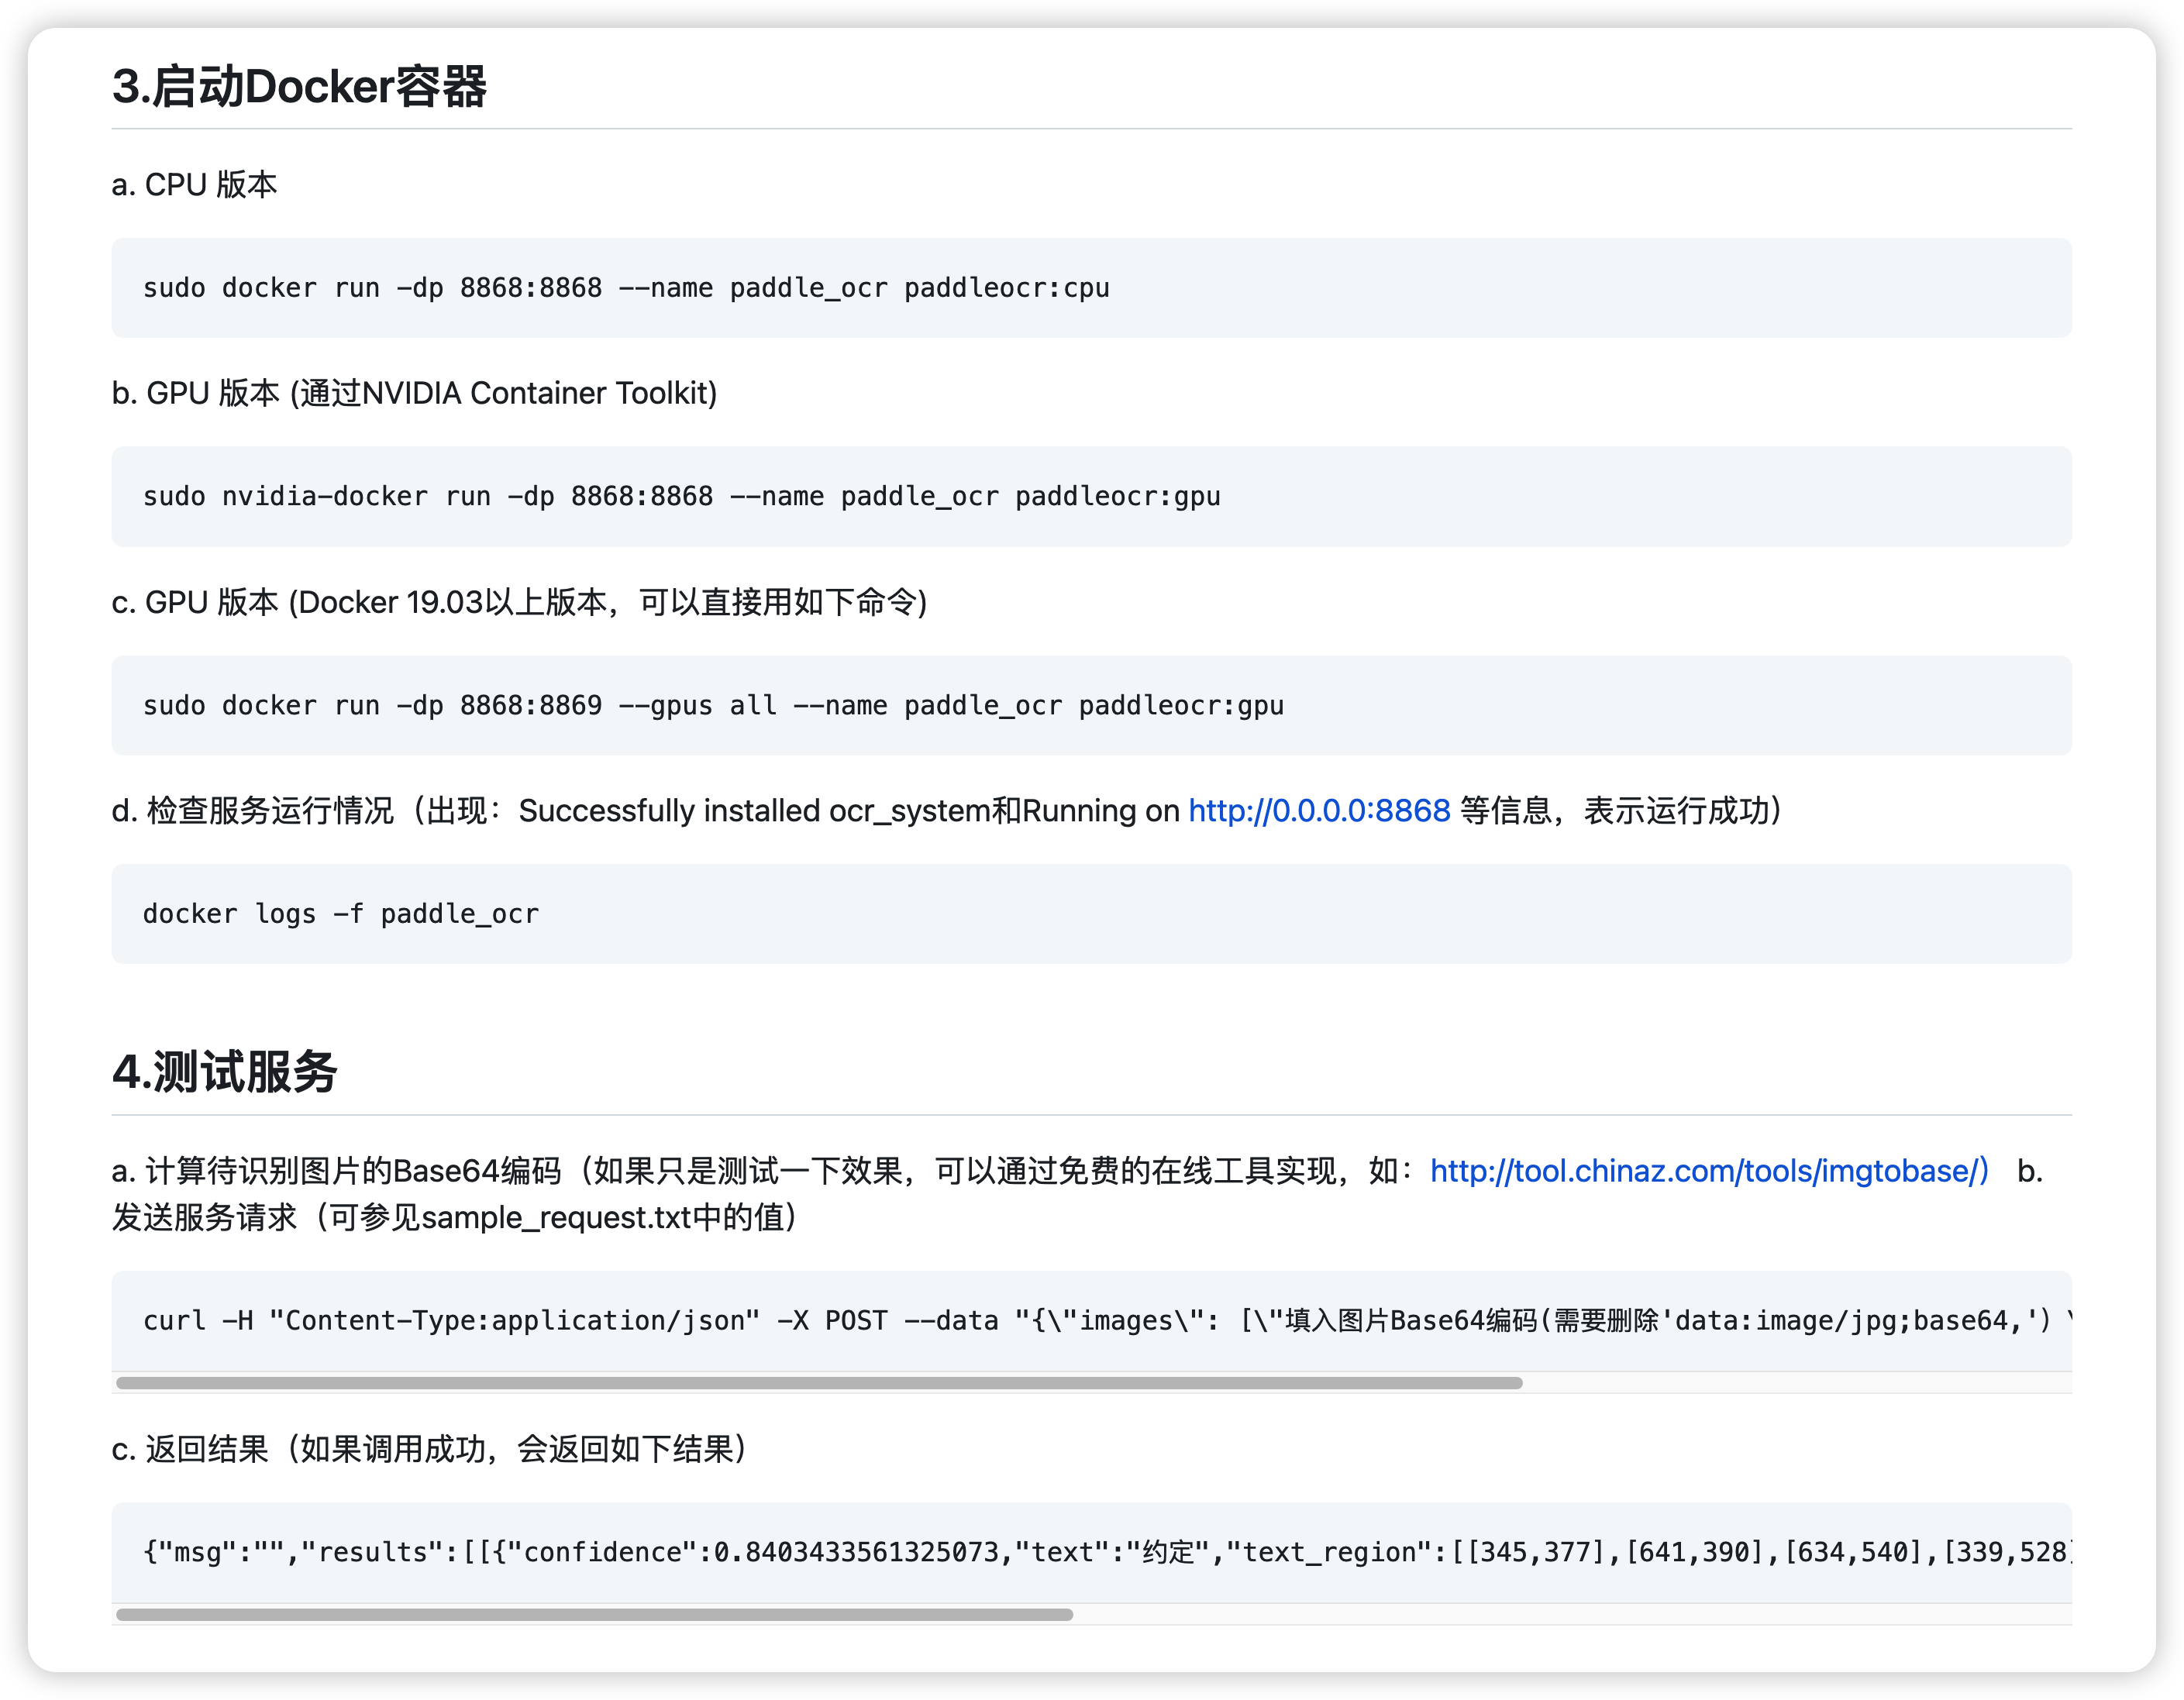 3.启动Docker容器
a. CPU 版本
sudo docker run -dp 8868:8868 --name paddle_ocr paddleocr:cpu
b. GPU 版本 (通过NVIDIA Container Toolkit)
sudo nvidia-docker run -dp 8868:8868 --name paddle_ocr paddleocr:gpu
c. GPU 版本 (Docker 19.03以上版本，可以直接用如下命令)
sudo docker run -dp 8868:8869 --gpus all --name paddle_ocr paddleocr:gpu
d. 检查服务运行情况（出现：Successfully installed ocr_system和Running on http://0.0.0.0:8868 等信息，表示运行成功）
docker logs -f paddle_ocr
4.测试服务
a. 计算待识别图片的Base64编码（如果只是测试一下效果，可以通过免费的在线工具实现，如：http://tool.chinaz.com/tools/imgtobase/） b.
发送服务请求（可参见sample_request.txt中的值）
curl -H "Content-Type:application/json" -X POST --data "{\"images\": [\"填入图片Base64编码(需要删除'data:image/jpg;base64,') \
c. 返回结果（如果调用成功，会返回如下结果）
{"msg":"","results":[[{"confidence":0.8403433561325073,"text":"约定","text_region":[[345,377],[641,390],[634,540],[339,528]